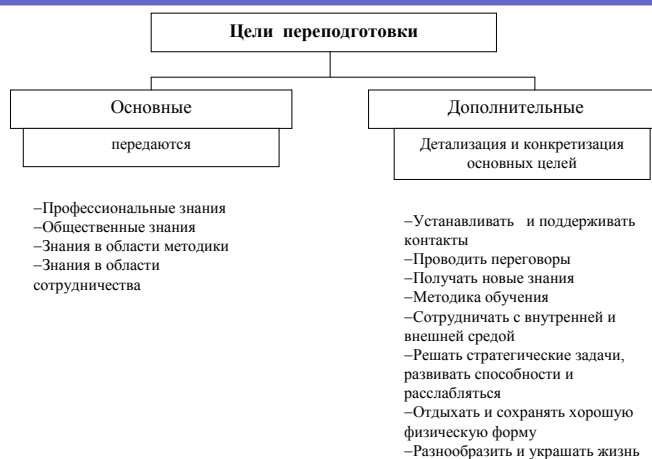 Цели переподготовки
Основные
передаются
–Профессиональные знания
–Общественные знания
–Знания в области методики
–Знания в области
сотрудничества
Дополнительные
Детализация и конкретизация
основных целей
–Устанавливать и поддерживать
контакты
–Проводить переговоры
–Получать новые знания
–Методика обучения
–Сотрудничать с внутренней и
внешней средой
–Решать стратегические задачи,
развивать способности и
расслабляться
–Отдыхать и сохранять хорошую
физическую форму
–Разнообразить и украшать жизнь